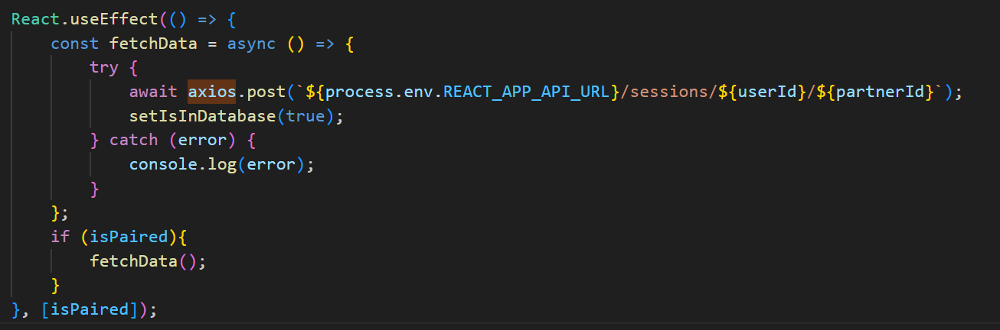 React.useEffect(() => {
const fetchData = async () => {
try {
await axios.post(`${process.env.REACT_APP_API_URL}/sessions/${userId}/${partnerId}`);
setIsInDatabase(true);
} catch (error) {
console.log(error);
}
};
if (isPaired){
fetchData();
}
}, [isPaired]);